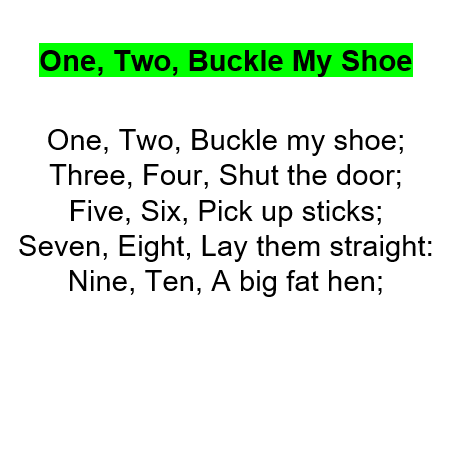 One, Two, Buckle My Shoe
One, Two, Buckle my shoe;
Three, Four, Shut the door;
Five, Six, Pick up sticks;
Seven, Eight, Lay them straight:
Nine, Ten, A big fat hen;